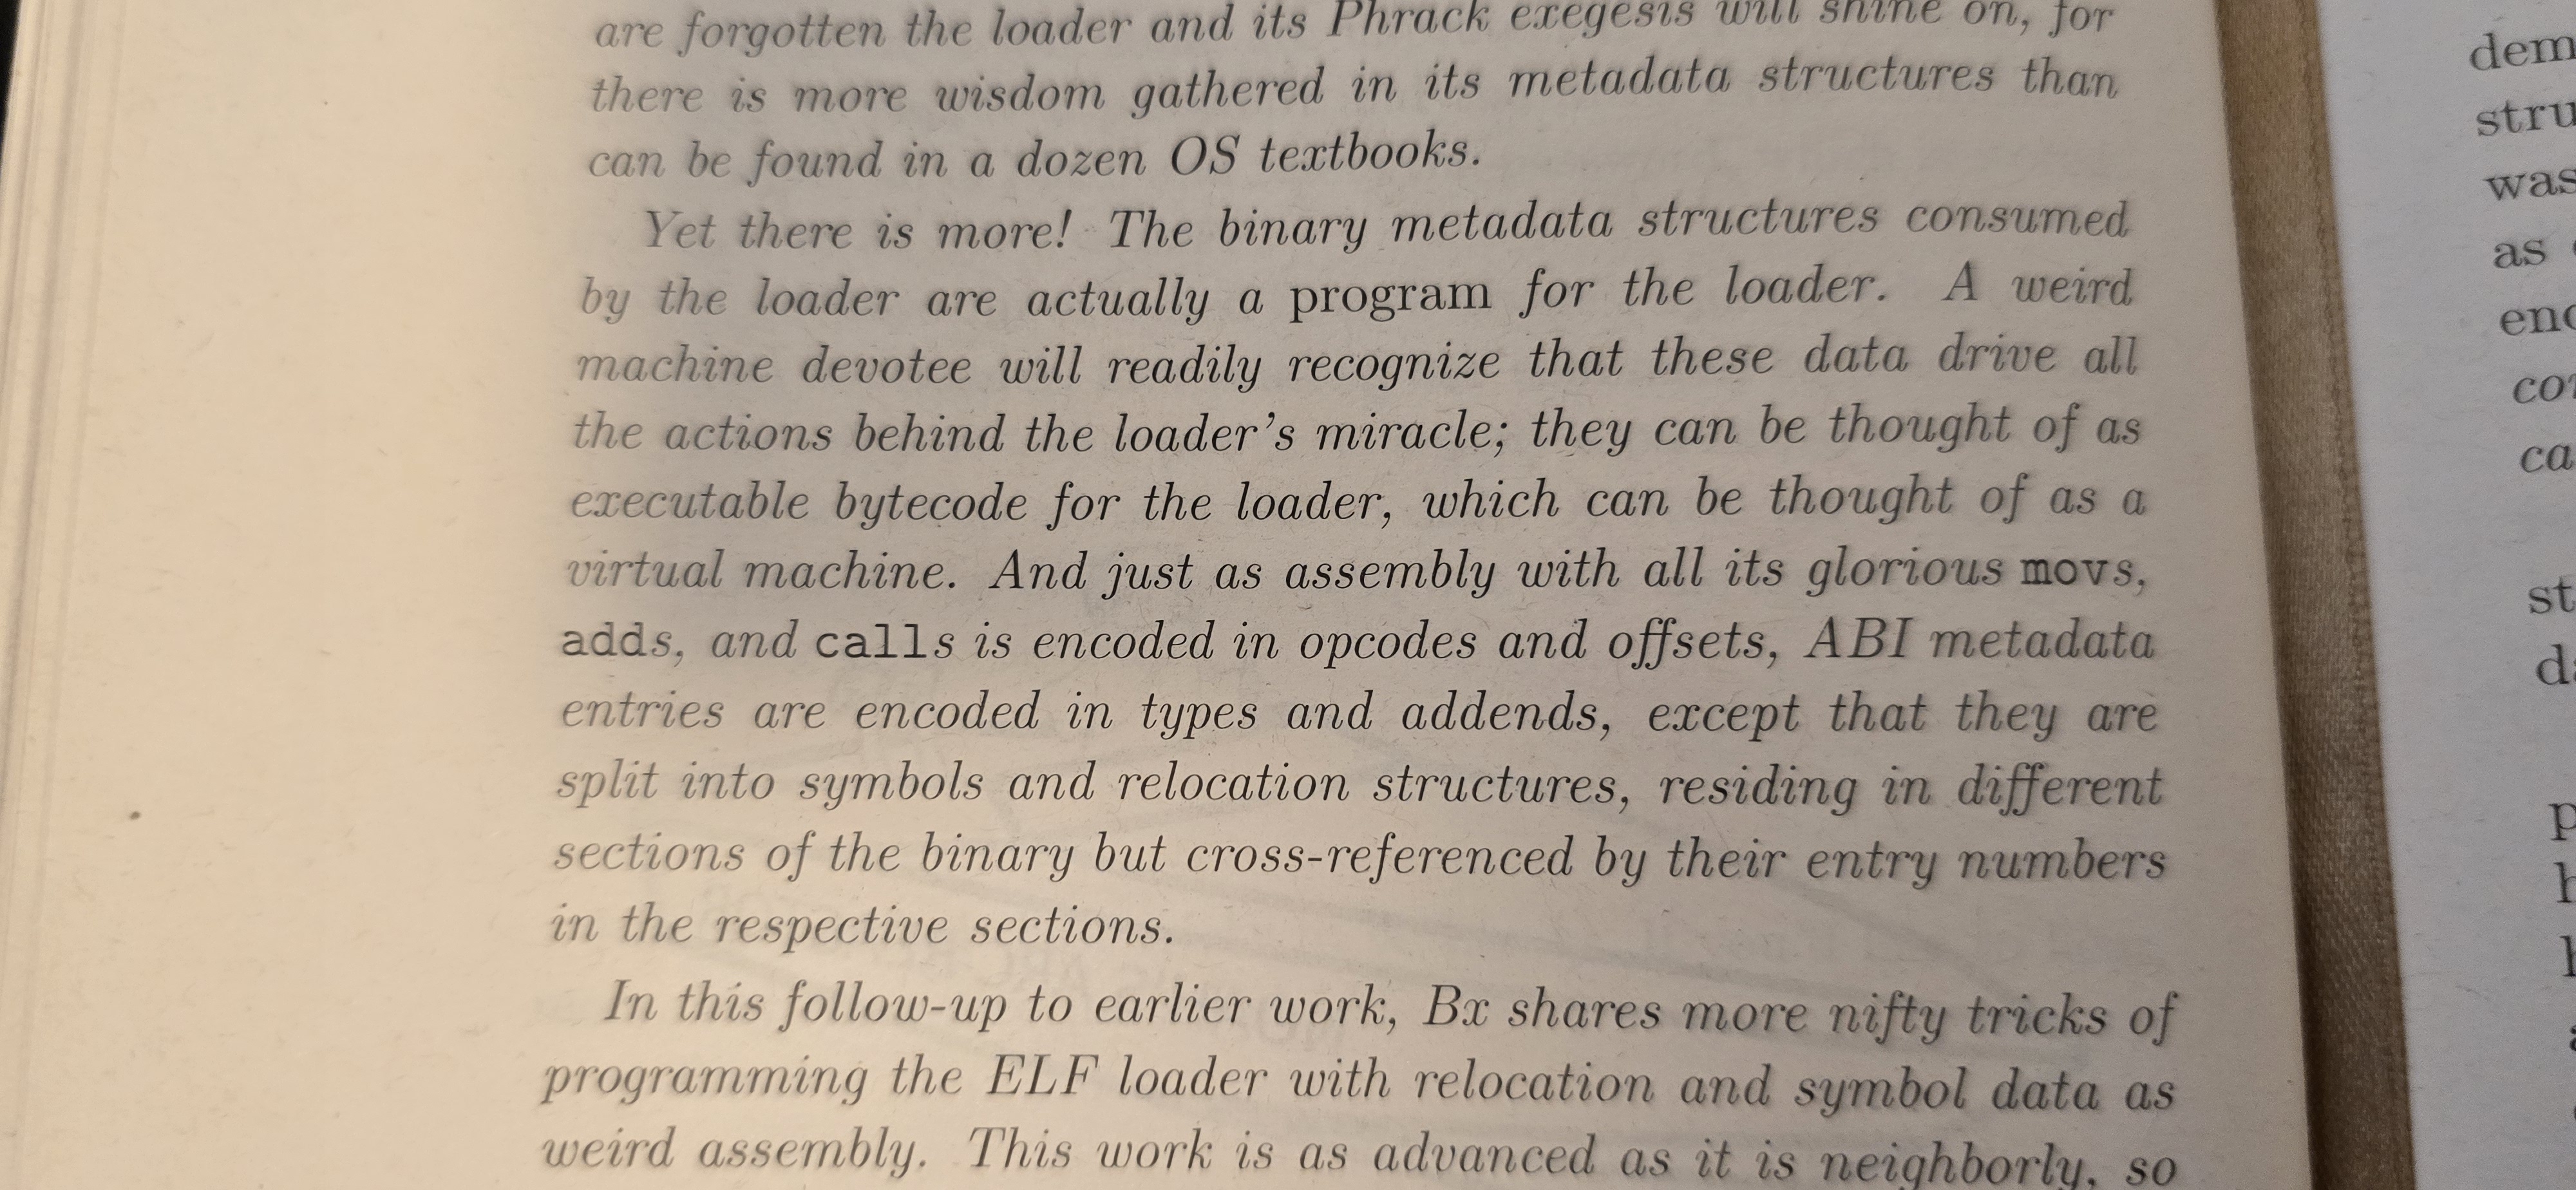 are forgotten the loader and its Phrack exegesis will shine on, for
there is more wisdom gathered in its metadata structures than
can be found in a dozen OS textbooks.
Yet there is more! The binary metadata structures consumed
by the loader are actually a program for the loader. A weird
machine devotee will readily recognize that these data drive all
the actions behind the loader's miracle; they can be thought of as
executable bytecode for the loader, which can be thought of as a
virtual machine. And just as assembly with all its glorious movs,
adds, and calls is encoded in opcodes and offsets, ABI metadata
entries are encoded in types and addends, except that they are
split into symbols and relocation structures, residing in different
sections of the binary but cross-referenced by their entry numbers
in the respective sections.
In this follow-up to earlier work, Bx shares more nifty tricks of
programming the ELF loader with relocation and symbol data as
weird assembly. This work is as advanced as it is neighborly, so